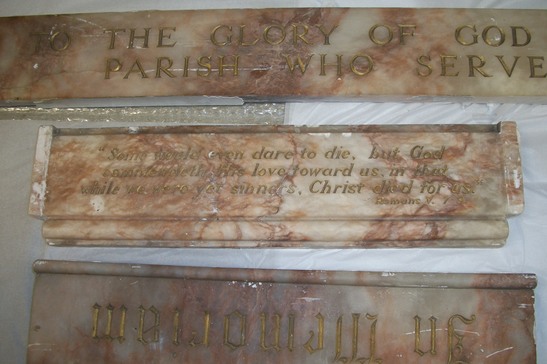 TO THE GLORY OF GOD
PARISH WHO SERVE
"Some would even dare to die, but God
commendeth his love toward us, in that
while we were yet sinners, Christ died for us."
Romans V. 7
In Memoriam